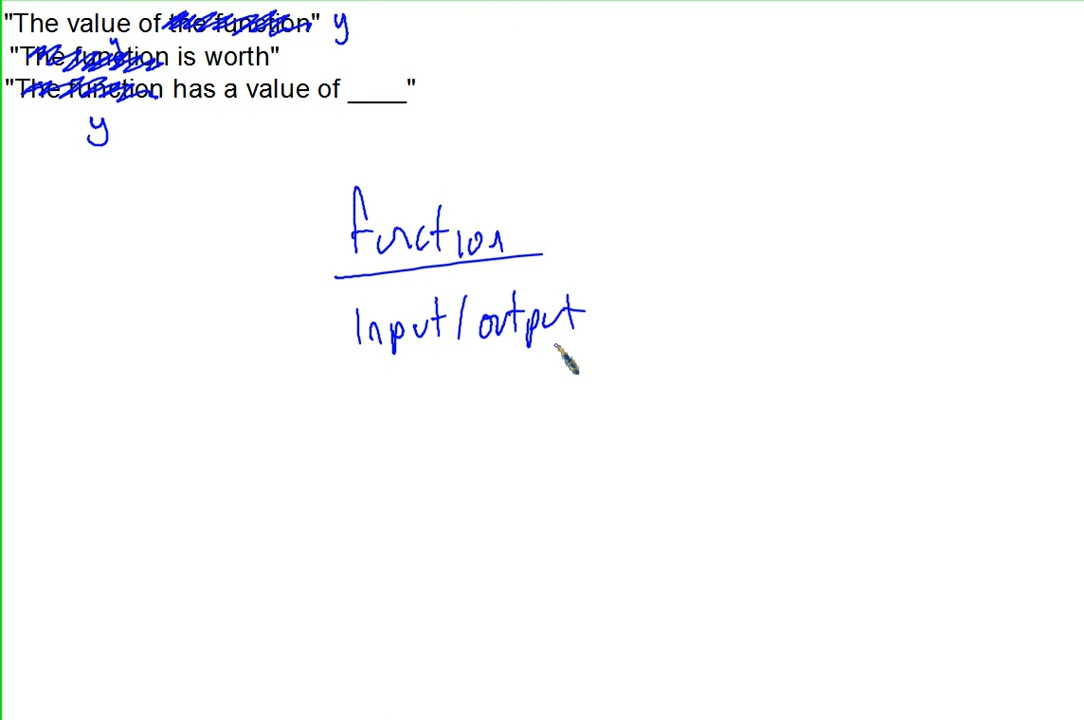 "The value of the function" y
y
"The function is worth"
"The function has a value of ____"
y
function
input/output